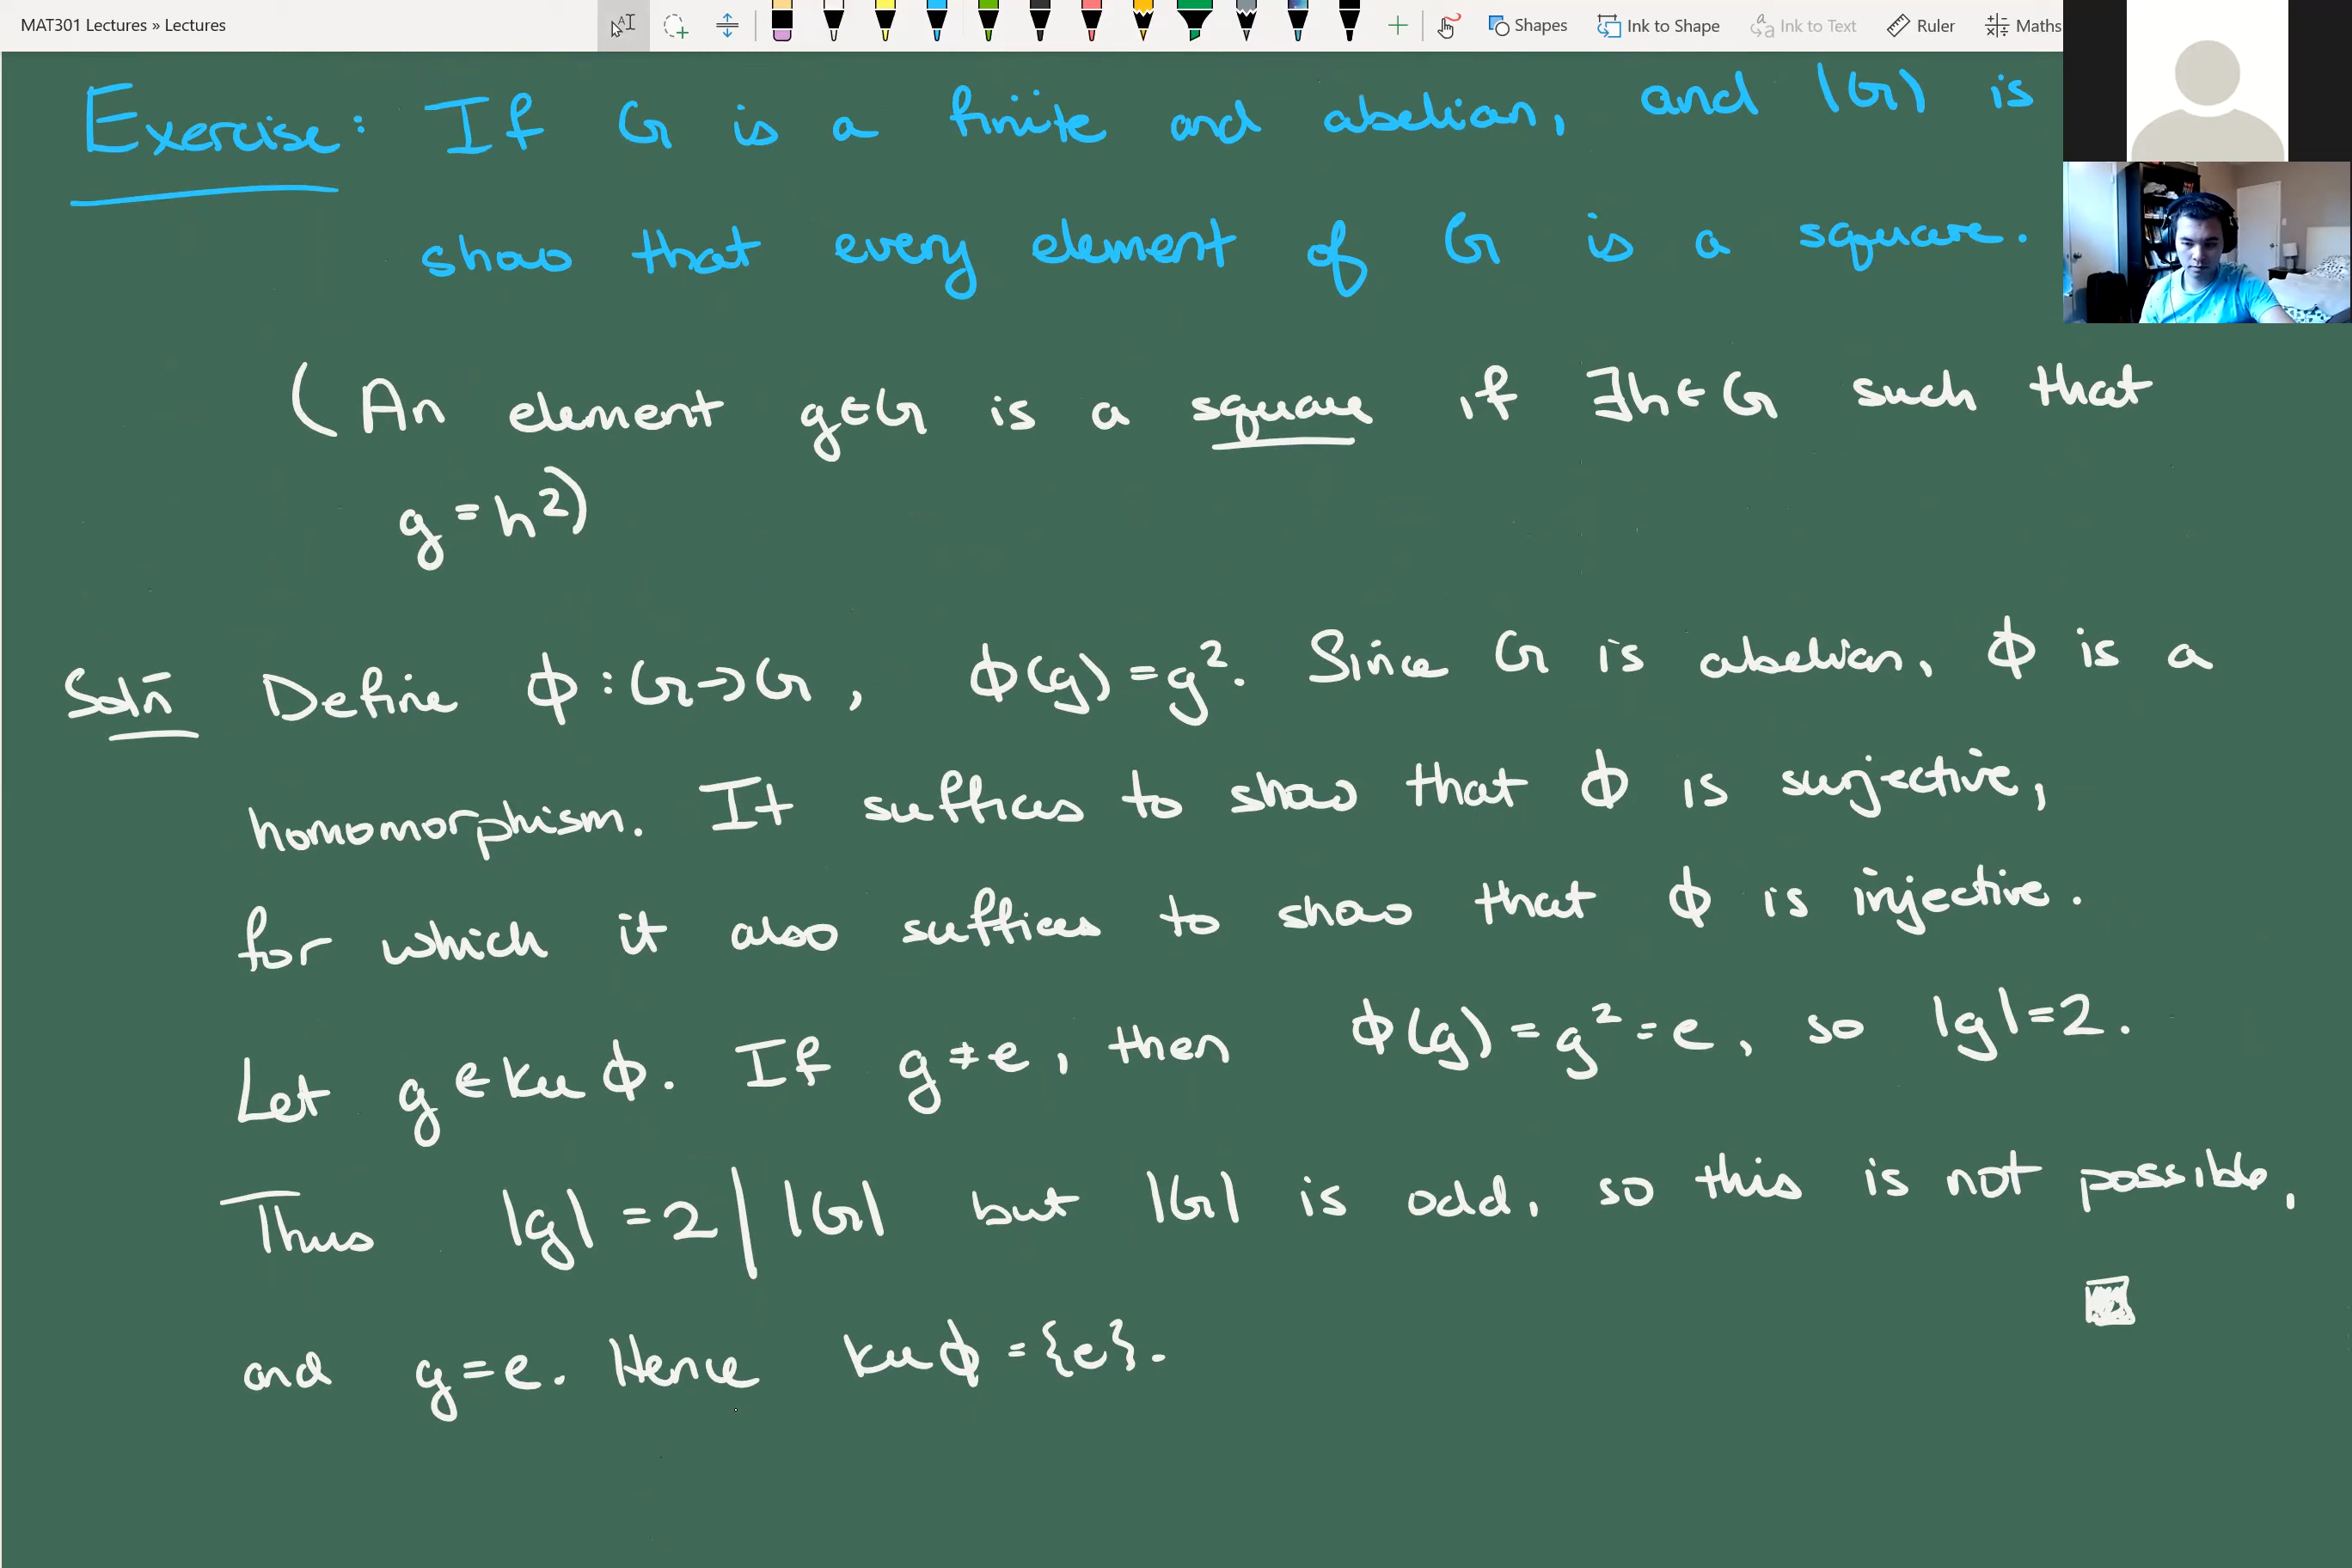 MAT301 Lectures » Lectures
Shapes Ink to Shape Ink to Text Ruler Maths
Exercise: If G is a finite and abelian, and |G| is
show that every element of G is a square.
(An element g∈G is a square if ∃h∈G such that
g=h²)
Soln Define ϕ:G→G, ϕ(g)=g². Since G is abelian, ϕ is a
homomorphism. It suffices to show that ϕ is surjective,
for which it also suffices to show that ϕ is injective.
Let g∈ker ϕ. If g≠e, then ϕ(g)=g²=e, so |g|=2.
Thus |g|=2 | |G| but |G| is odd, so this is not possible,
and g=e. Hence ker ϕ={e}.